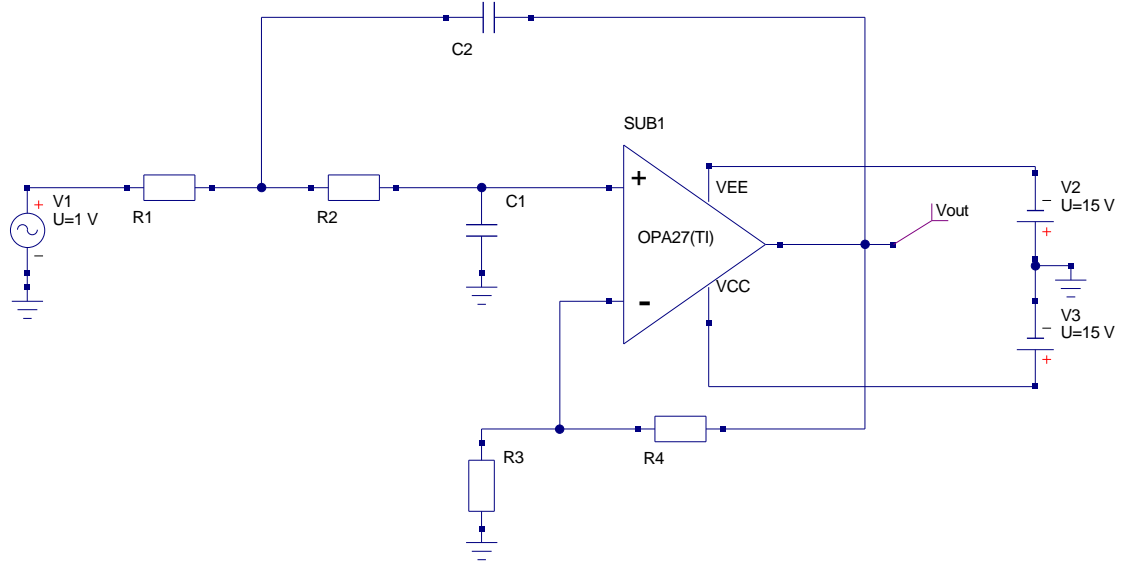 C2
SUB1
+
VEE
V1
+
U=1 V
−
R1
R2
C1
OPA27(TI)
Vout
V2
−
U=15 V
+
VCC
-
V3
−
U=15 V
+
R3
R4